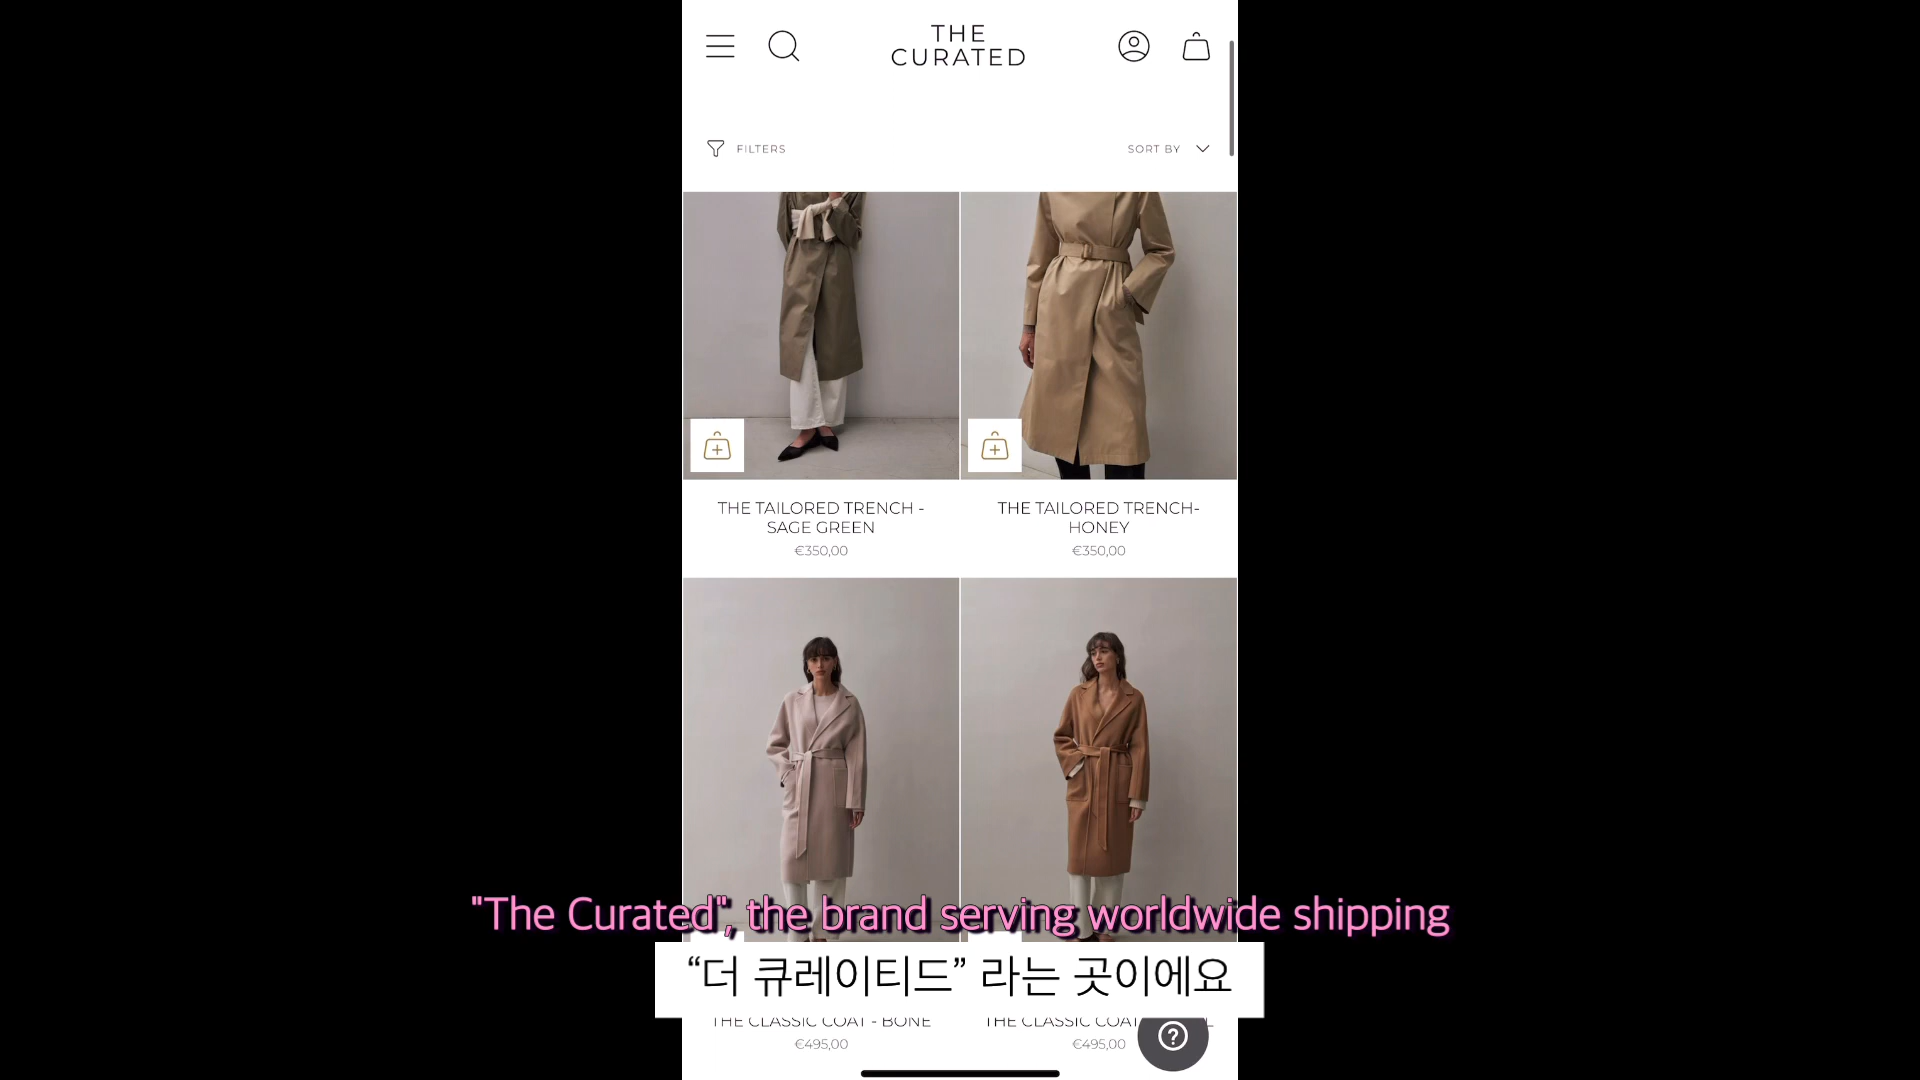 THE
CURATED
FILTERS
SORT BY
THE TAILORED TRENCH -
SAGE GREEN
€350,00
THE TAILORED TRENCH-
HONEY
€350,00
"The Curated", the brand serving worldwide shipping
“더 큐레이티드” 라는 곳이에요
THE CLASSIC COAT - BONE
€495,00
THE CLASSIC COAT
€495,00